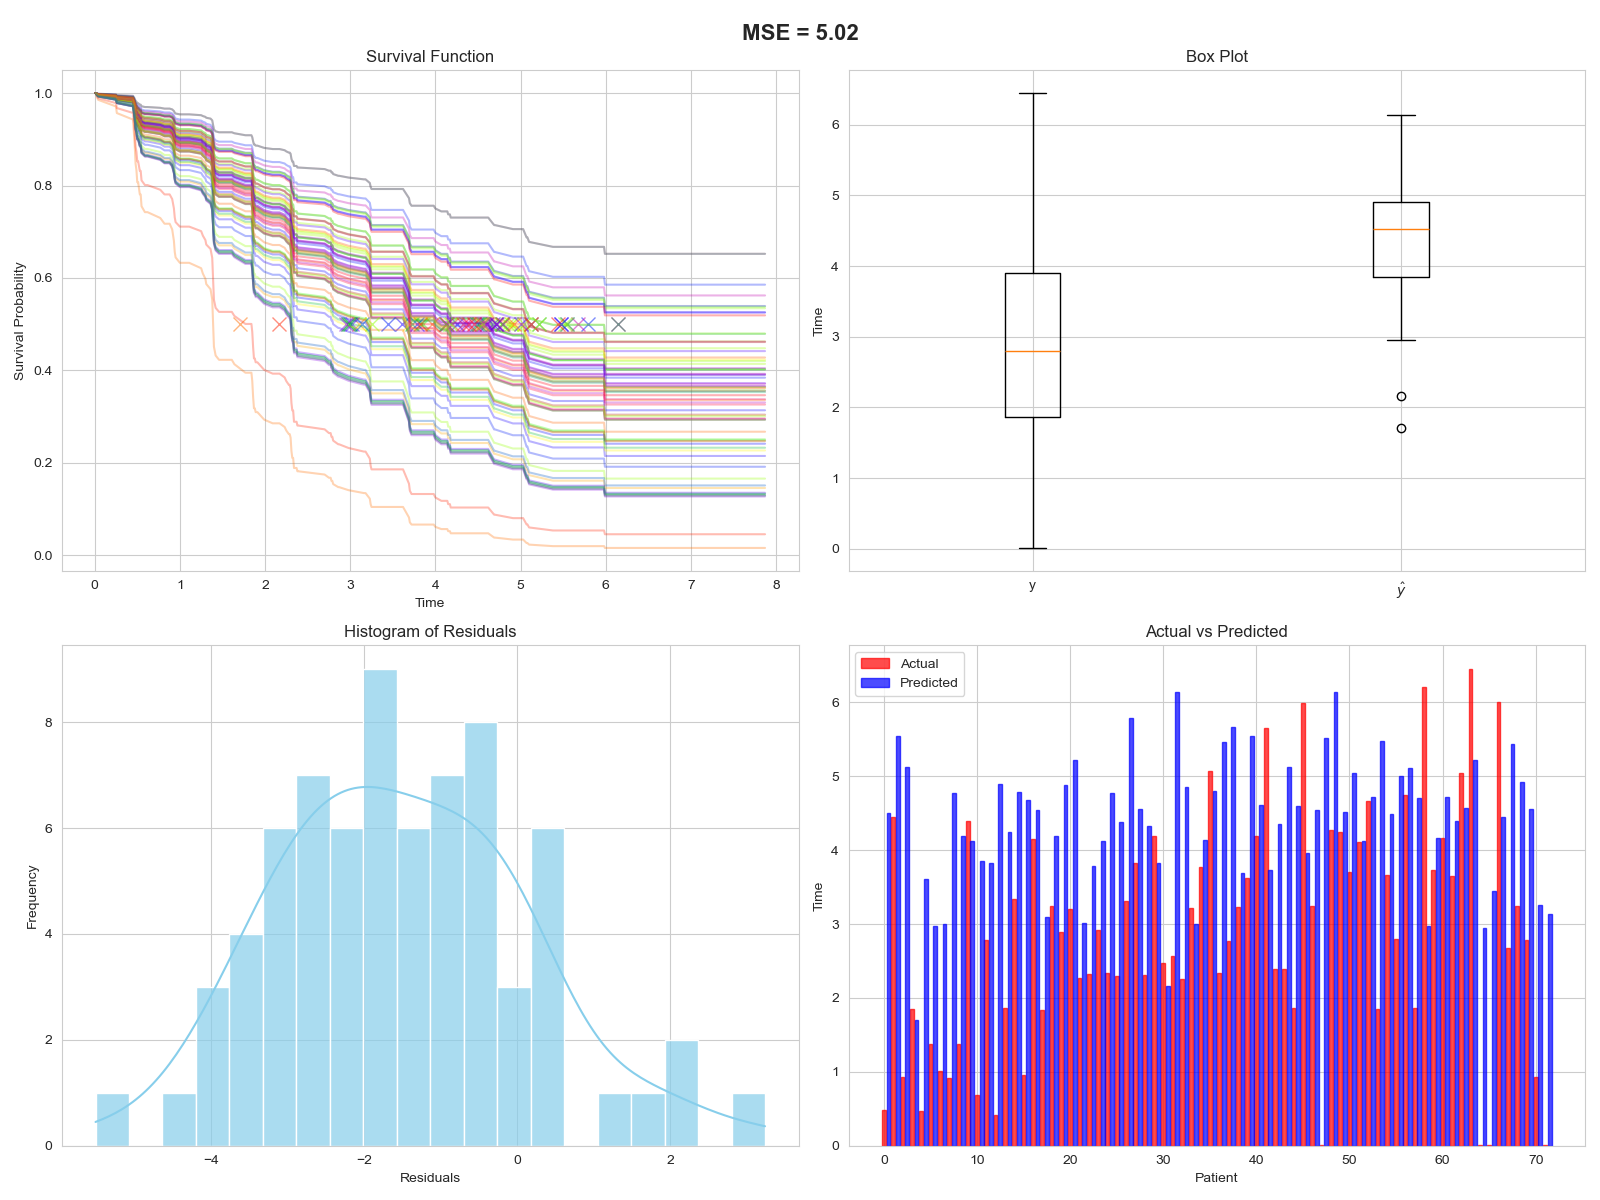 MSE = 5.02
Survival Function
Survival Probability
1.0
0.8
0.6
0.4
0.2
0.0
0 1 2 3 4 5 6 7 8
Time
Box Plot
Time
6
5
4
3
2
1
0
y ŷ
Histogram of Residuals
Frequency
8
6
4
2
0
−4 −2 0 2
Residuals
Actual vs Predicted
Actual
Predicted
Time
6
5
4
3
2
1
0
0 10 20 30 40 50 60 70
Patient